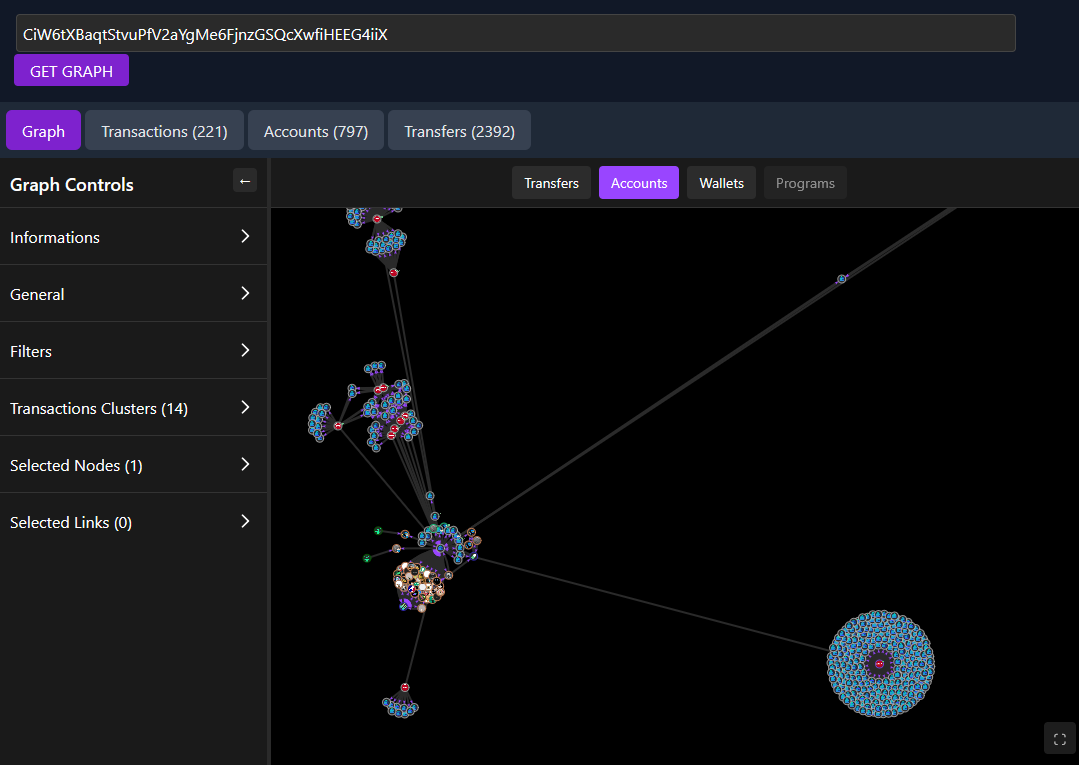 CiW6tXBaqtStvuPfV2aYgMe6FjnzGSQcXwfiHEEG4iiX
GET GRAPH
Graph
Transactions (221)
Accounts (797)
Transfers (2392)
Graph Controls
←
Transfers
Accounts
Wallets
Programs
Informations
General
Filters
Transactions Clusters (14)
Selected Nodes (1)
Selected Links (0)